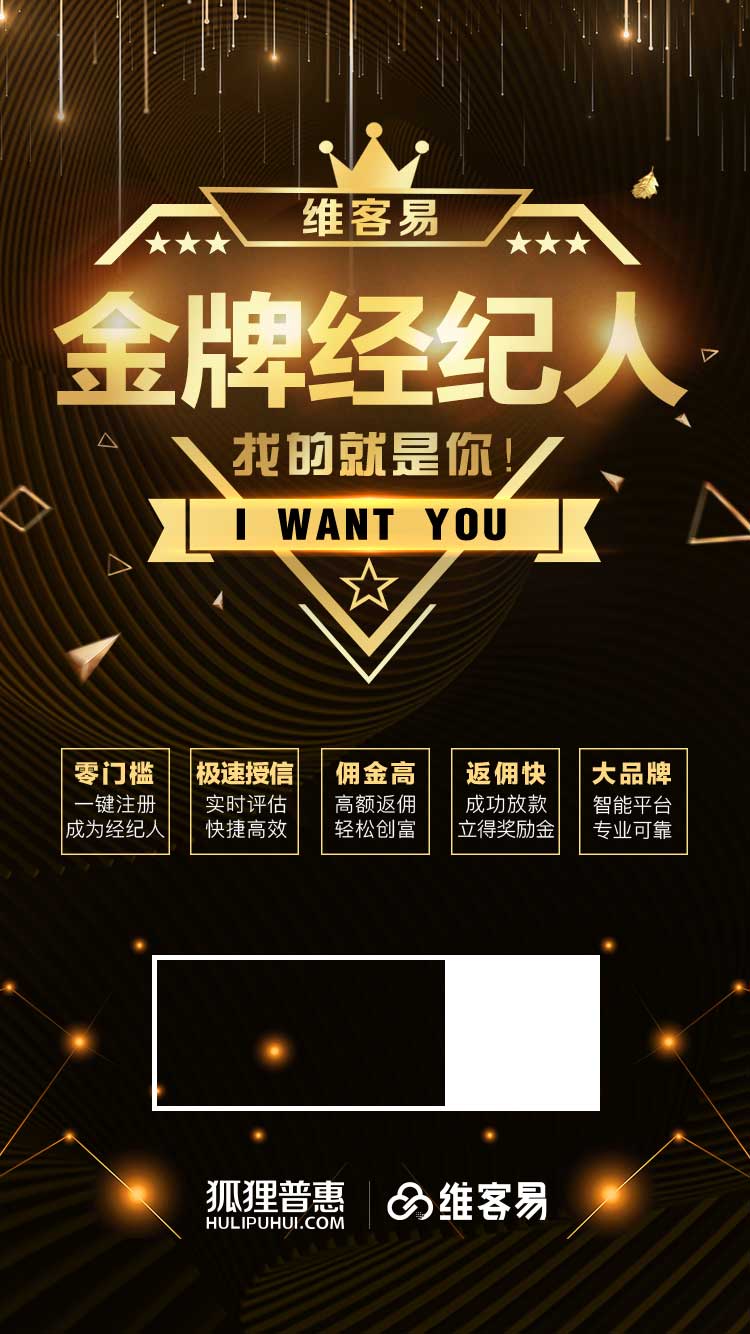 维客易
金牌经纪人
找的就是你！
I WANT YOU
零门槛
一键注册
成为经纪人
极速授信
实时评估
快捷高效
佣金高
高额返佣
轻松创富
返佣快
成功放款
立得奖励金
大品牌
智能平台
专业可靠
狐狸普惠
HULIPUHUI.COM
维客易